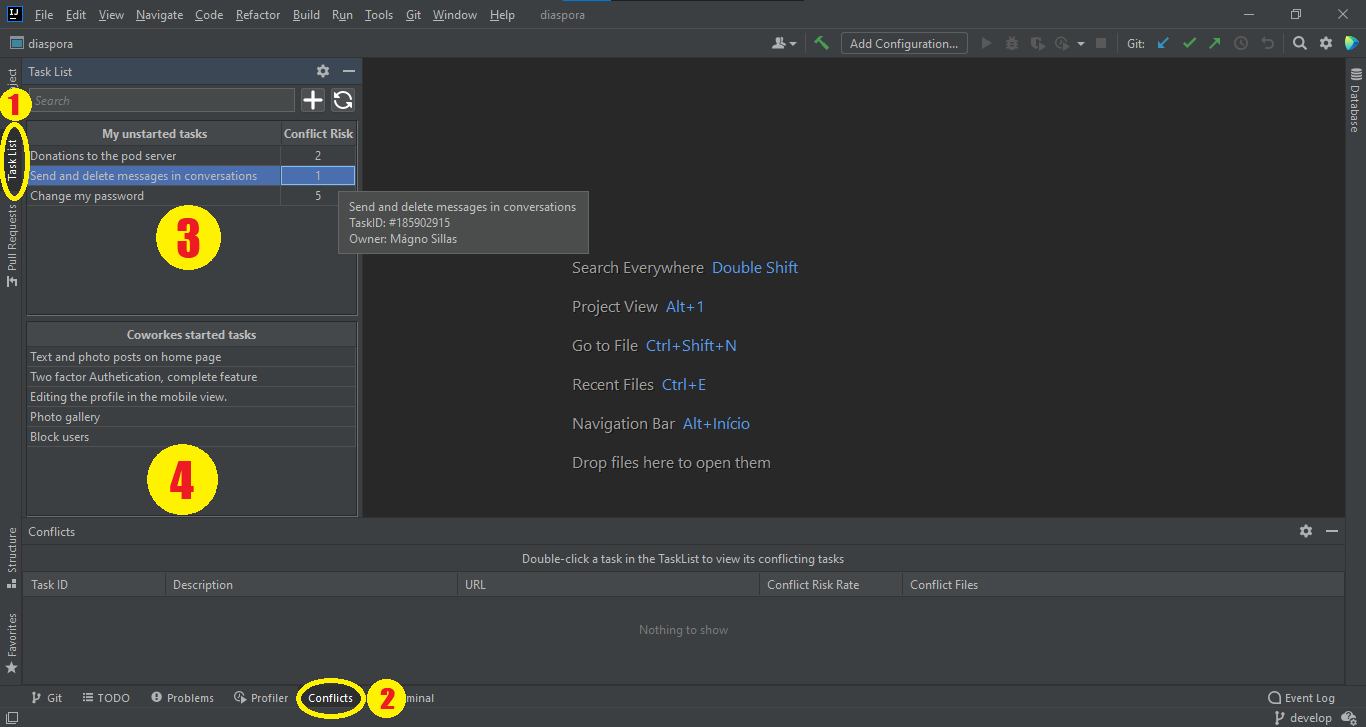 IJ File Edit View Navigate Code Refactor Build Run Tools Git Window Help diaspora
diaspora
Add Configuration...
Git:
Task List
1
Search
Task List
Pull Requests
Structure
Favorites
Database
My unstarted tasks Conflict Risk
Donations to the pod server 2
Send and delete messages in conversations 1
Change my password 5
Send and delete messages in conversations
TaskID: #185902915
Owner: Mágno Sillas
3
Coworkes started tasks
Text and photo posts on home page
Two factor Authetication, complete feature
Editing the profile in the mobile view.
Photo gallery
Block users
4
Search Everywhere Double Shift
Project View Alt+1
Go to File Ctrl+Shift+N
Recent Files Ctrl+E
Navigation Bar Alt+Início
Drop files here to open them
Conflicts
Double-click a task in the TaskList to view its conflicting tasks
Task ID Description URL Conflict Risk Rate Conflict Files
Nothing to show
Git TODO Problems Profiler Conflicts 2 minal Event Log
develop